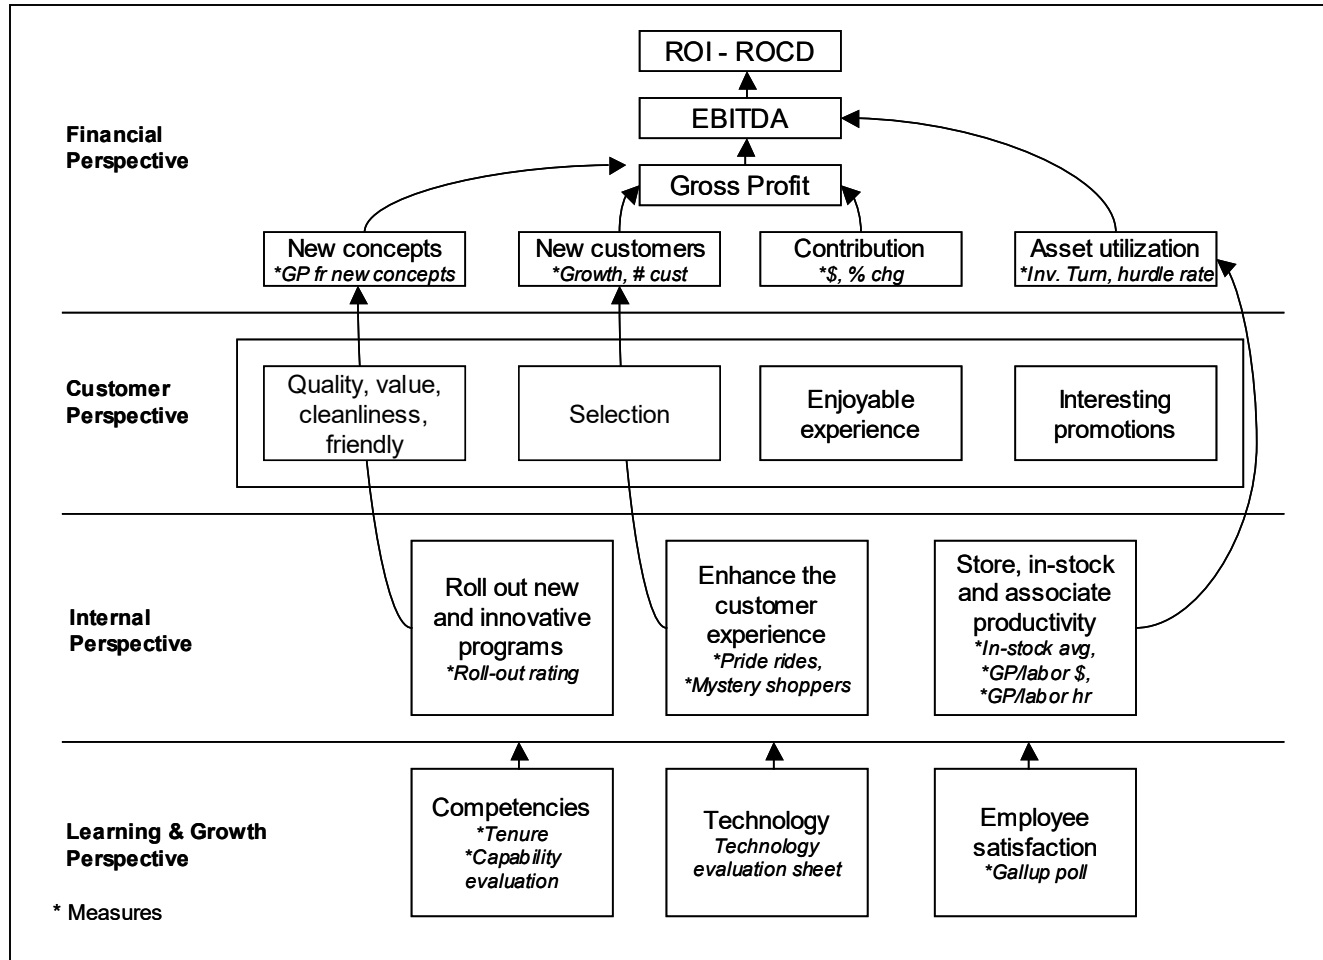 ROI - ROCD
EBITDA
Financial
Perspective
Gross Profit
New concepts
*GP fr new concepts
New customers
*Growth, # cust
Contribution
*$, % chg
Asset utilization
*Inv. Turn, hurdle rate
Customer
Perspective
Quality, value,
cleanliness,
friendly
Selection
Enjoyable
experience
Interesting
promotions
Internal
Perspective
Roll out new
and innovative
programs
*Roll-out rating
Enhance the
customer
experience
*Pride rides,
*Mystery shoppers
Store, in-stock
and associate
productivity
*In-stock avg,
*GP/labor $,
*GP/labor hr
Learning & Growth
Perspective
Competencies
*Tenure
*Capability
evaluation
Technology
Technology
evaluation sheet
Employee
satisfaction
*Gallup poll
* Measures